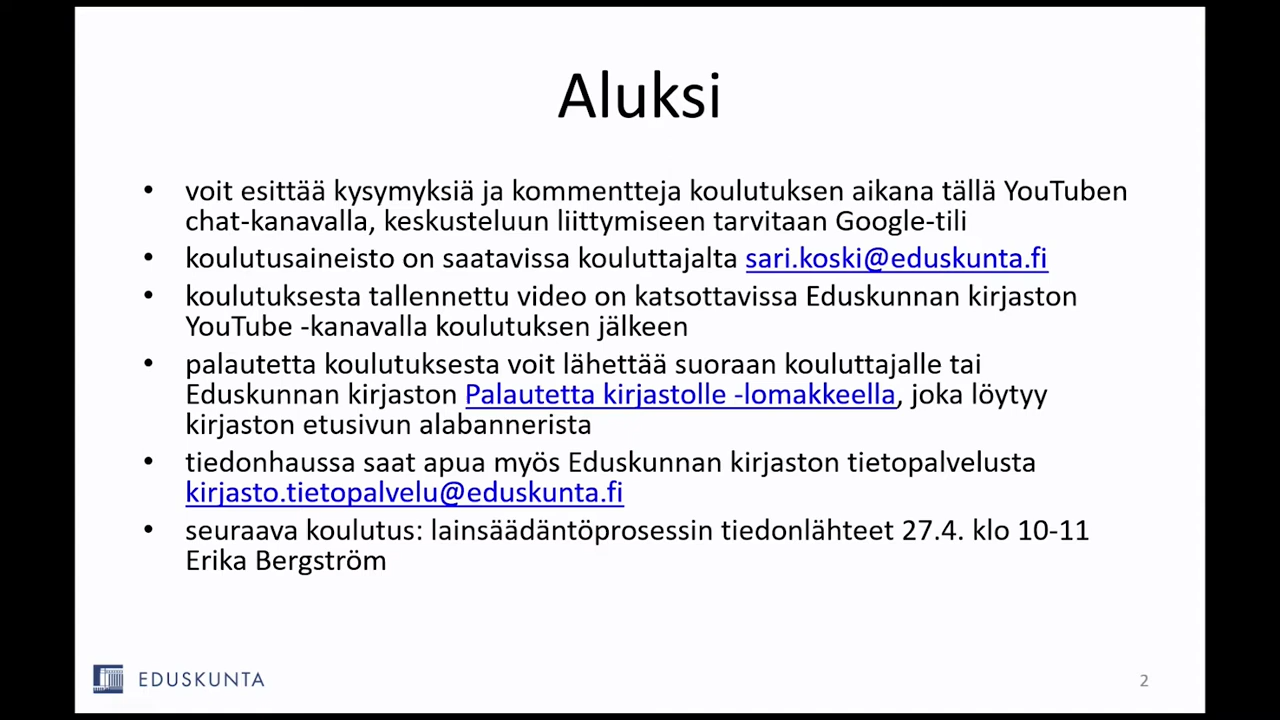 Aluksi
• voit esittää kysymyksiä ja kommentteja koulutuksen aikana tällä YouTuben
chat-kanavalla, keskusteluun liittymiseen tarvitaan Google-tili
• koulutusaineisto on saatavissa kouluttajalta sari.koski@eduskunta.fi
• koulutuksesta tallennettu video on katsottavissa Eduskunnan kirjaston
YouTube -kanavalla koulutuksen jälkeen
• palautetta koulutuksesta voit lähettää suoraan kouluttajalle tai
Eduskunnan kirjaston Palautetta kirjastolle -lomakkeella, joka löytyy
kirjaston etusivun alabannerista
• tiedonhaussa saat apua myös Eduskunnan kirjaston tietopalvelusta
kirjasto.tietopalvelu@eduskunta.fi
• seuraava koulutus: lainsäädäntöprosessin tiedonlähteet 27.4. klo 10-11
Erika Bergström
EDUSKUNTA
2